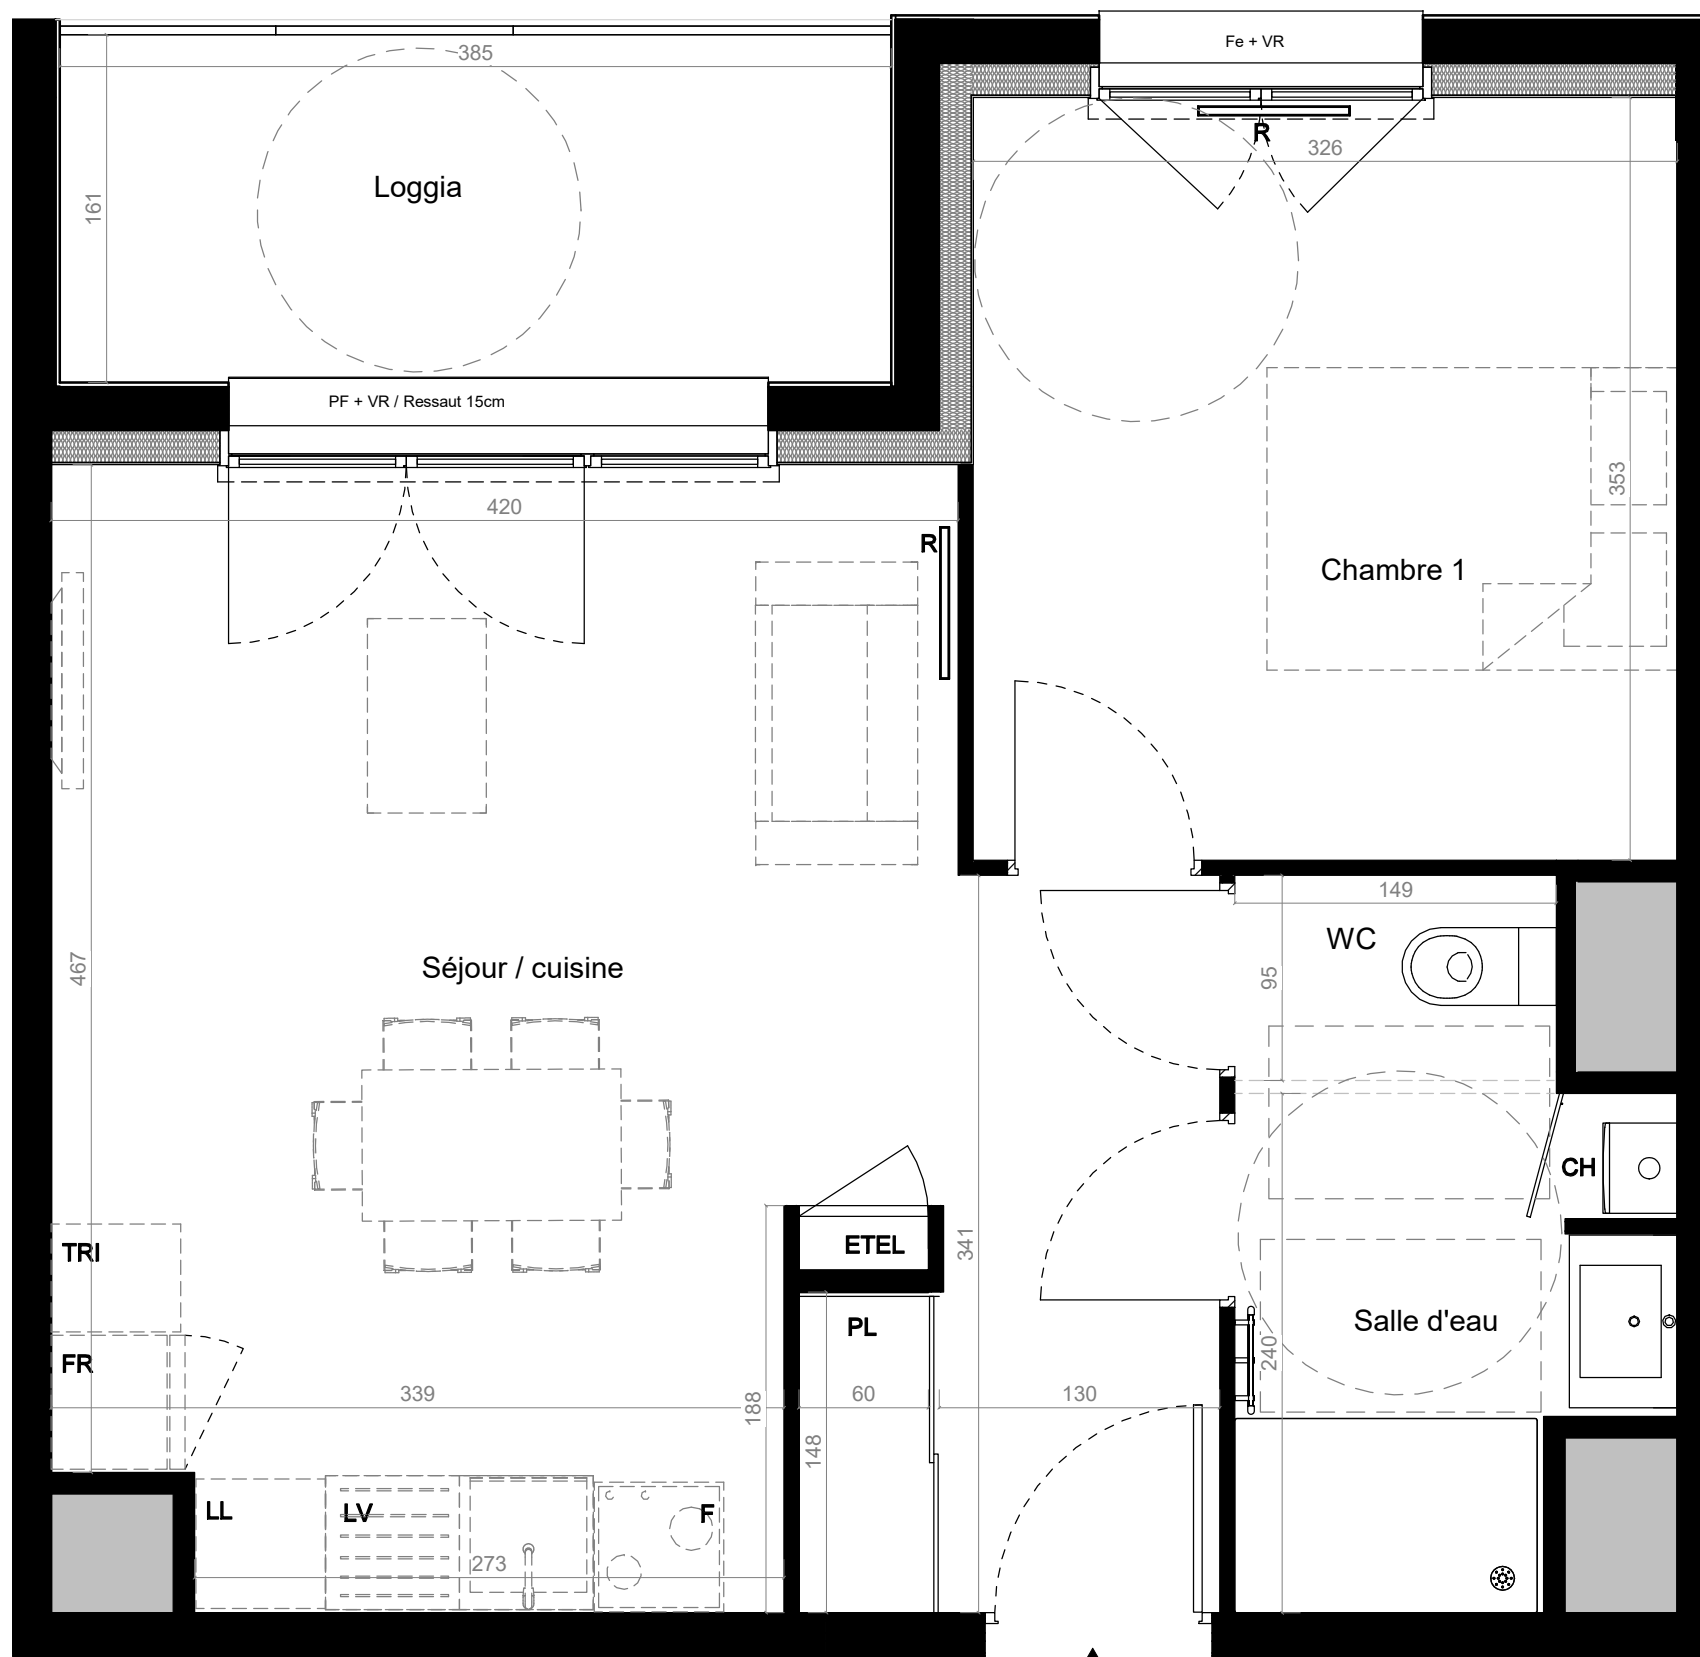 Fe + VR
385
R
326
161
Loggia
PF + VR / Ressaut 15cm
353
420
R
Chambre 1
149
WC
467
Séjour / cuisine
95
CH
341
ETEL
TRI
PL
Salle d'eau
240
FR
339
188
60
130
148
LL
LV
F
273